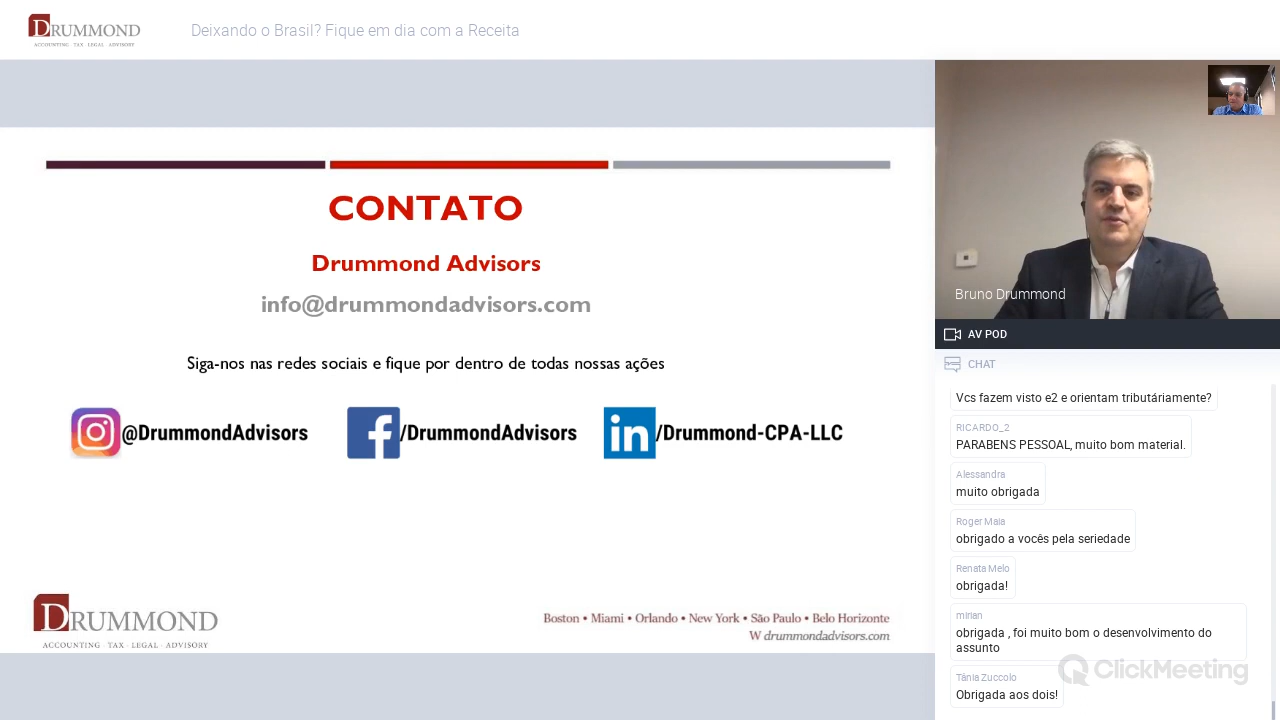 DRUMMOND
ACCOUNTING · TAX · LEGAL · ADVISORY
Deixando o Brasil? Fique em dia com a Receita
CONTATO
Drummond Advisors
info@drummondadvisors.com
Siga-nos nas redes sociais e fique por dentro de todas nossas ações
@DrummondAdvisors
/DrummondAdvisors
in /Drummond-CPA-LLC
DRUMMOND
ACCOUNTING · TAX · LEGAL · ADVISORY
Boston • Miami • Orlando • New York • São Paulo • Belo Horizonte
W drummondadvisors.com
Bruno Drummond
AV POD
CHAT
Vcs fazem visto e2 e orientam tributáriamente?
RICARDO_2
PARABENS PESSOAL, muito bom material.
Alessandra
muito obrigada
Roger Maia
obrigado a vocês pela seriedade
Renata Melo
obrigada!
mirian
obrigada , foi muito bom o desenvolvimento do
assunto
Tânia Zuccolo
Obrigada aos dois!
ClickMeeting